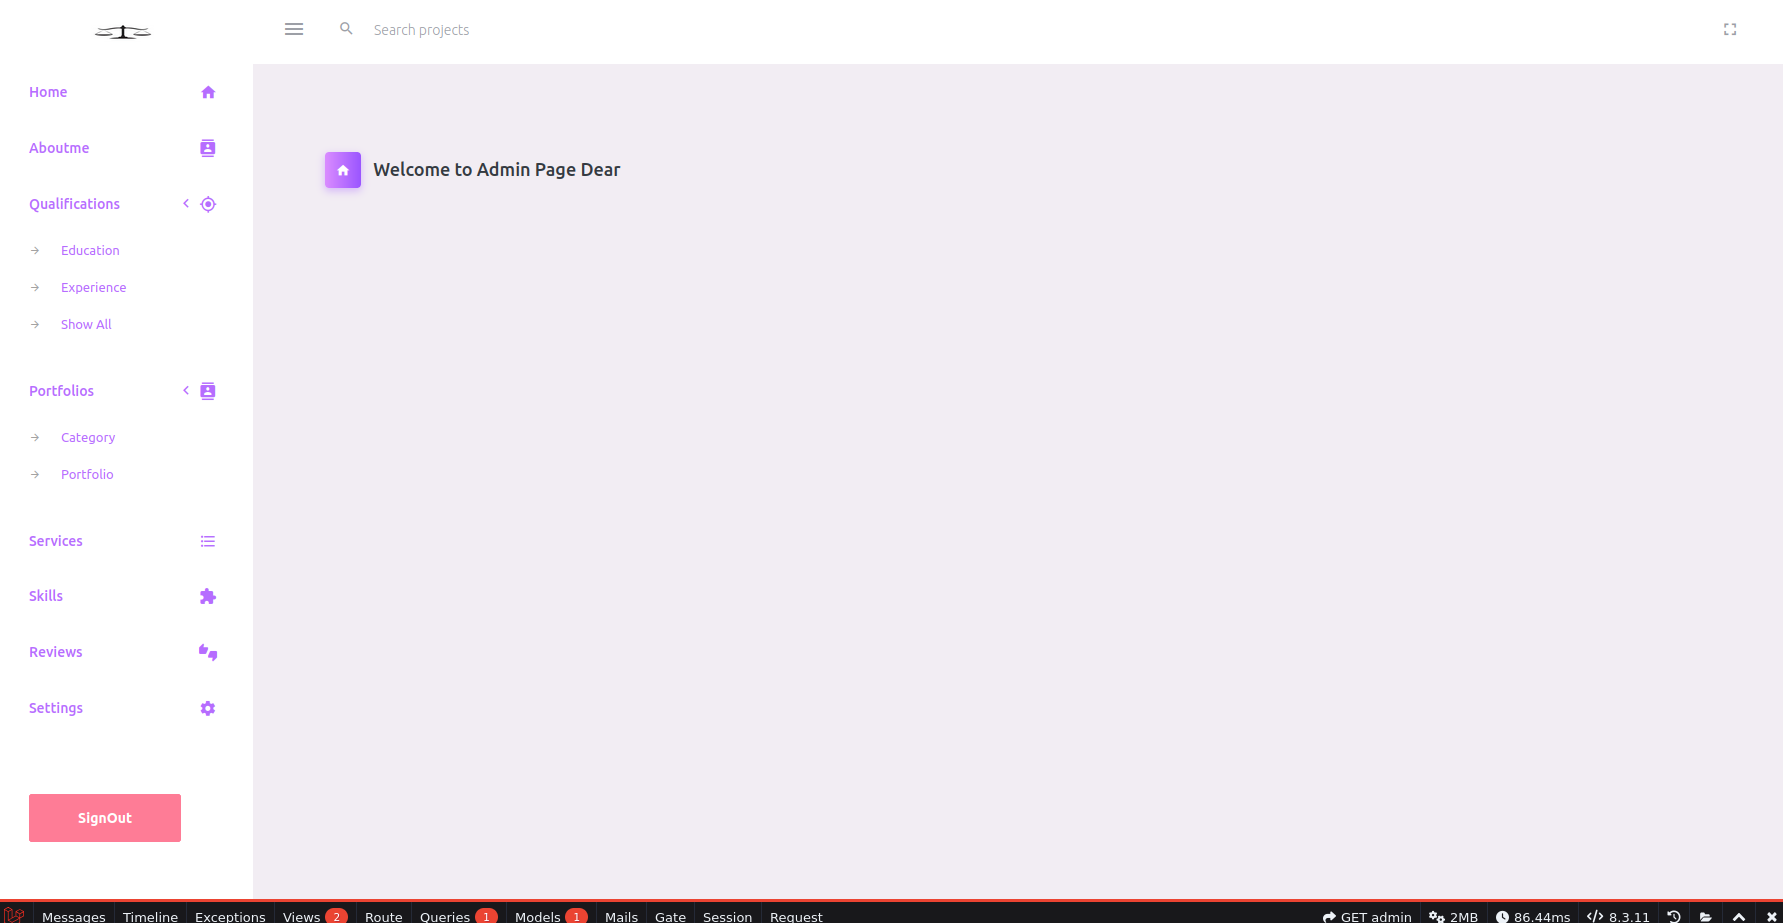 Search projects
Home
Aboutme
Qualifications
Education
Experience
Show All
Portfolios
Category
Portfolio
Services
Skills
Reviews
Settings
SignOut
Welcome to Admin Page Dear
Messages Timeline Exceptions Views 2 Route Queries 1 Models 1 Mails Gate Session Request GET admin 2MB 86.44ms 8.3.11